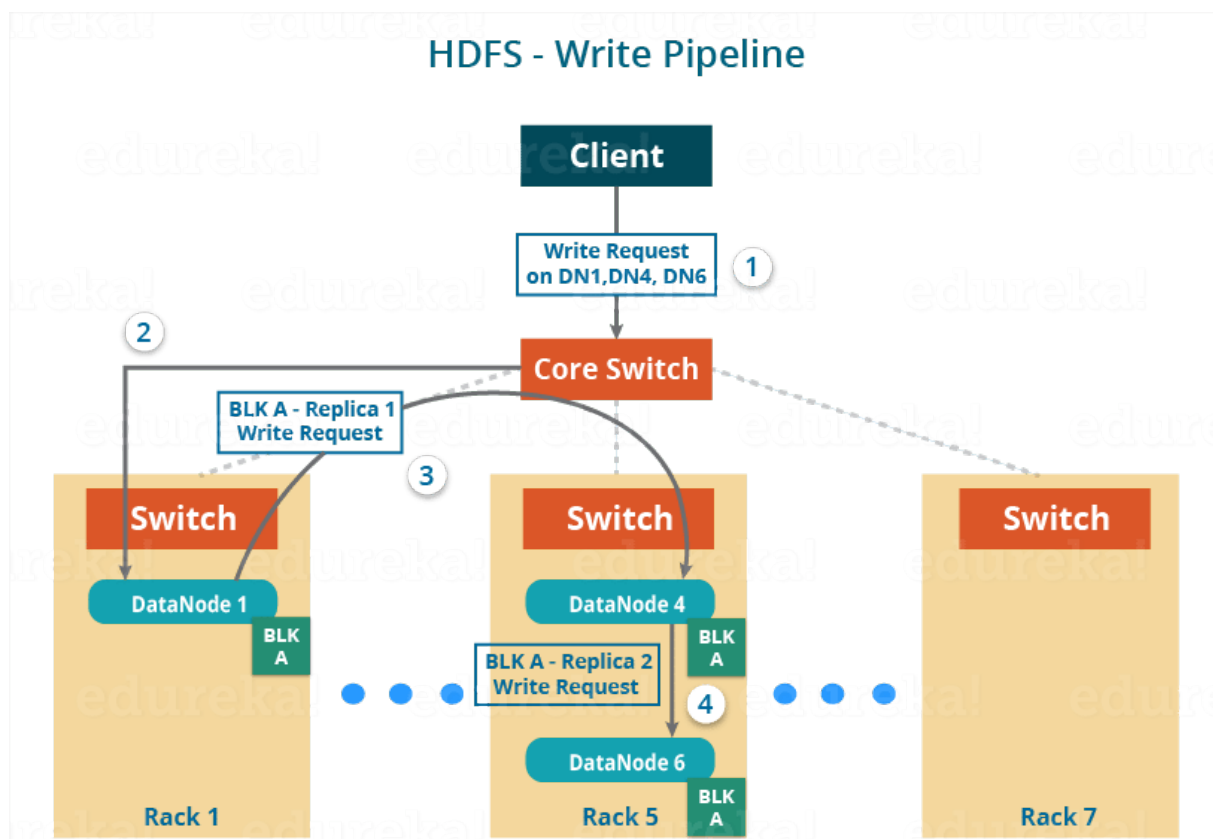 HDFS - Write Pipeline
Client
Write Request
on DN1,DN4, DN6
1
2
Core Switch
BLK A - Replica 1
Write Request
3
Switch
Switch
Switch
DataNode 1
DataNode 4
BLK
A
BLK
A
BLK A - Replica 2
Write Request
4
DataNode 6
BLK
A
Rack 1
Rack 5
Rack 7
edureka!